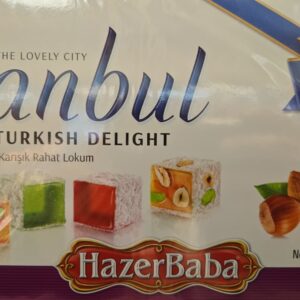 THE LOVELY CITY
anbul
TURKISH DELIGHT
Karışık Rahat Lokum
HazerBaba